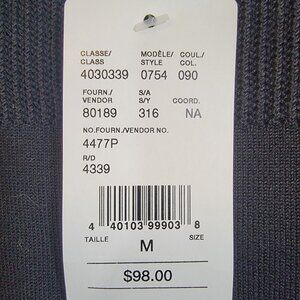 CLASSE/ MODÈLE/ COUL./
CLASS STYLE COL.
4030339 0754 090
FOURN./ S/A
VENDOR S/Y COORD.
80189 316 NA
NO.FOURN./VENDOR NO.
4477P
R/D
4339
4 40103 99903 8
TAILLE M SIZE
$98.00